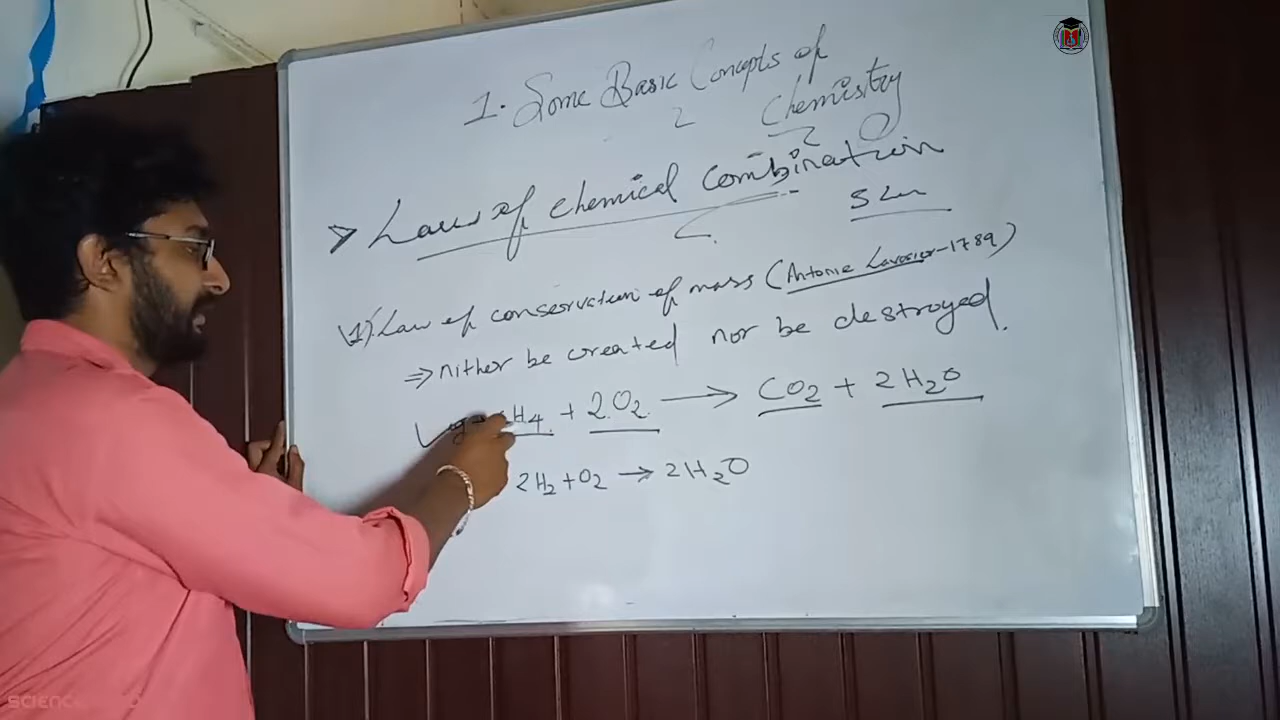 1. Some Basic Concepts of
Chemistry
> Law of chemical combination
5 Law
(1) Law of conservation of mass (Antonie Lavosier-1789)
⇒ nither be created nor be destroyed.
H4 + 2O2 → CO2 + 2H2O
2H2 + O2 → 2H2O